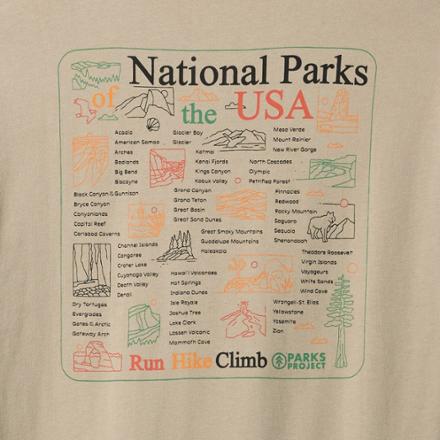 National Parks
of the USA
Acadia
American Samoa
Arches
Badlands
Big Bend
Biscayne
Glacier Bay
Glacier
Katmai
Kenai Fjords
Kings Canyon
Kobuk Valley
Mesa Verde
Mount Rainier
New River Gorge
North Cascades
Olympic
Petrified Forest
Black Canyon of the Gunnison
Bryce Canyon
Canyonlands
Capitol Reef
Carlsbad Caverns
Grand Canyon
Grand Teton
Great Basin
Great Sand Dunes
Pinnacles
Redwood
Rocky Mountain
Saguaro
Sequoia
Shenandoah
Great Smoky Mountains
Guadalupe Mountains
Haleakala
Channel Islands
Congaree
Crater Lake
Cuyahoga Valley
Death Valley
Denali
Theodore Roosevelt
Virgin Islands
Voyageurs
White Sands
Wind Cave
Hawaii Volcanoes
Hot Springs
Indiana Dunes
Isle Royale
Joshua Tree
Lake Clark
Lassen Volcanic
Mammoth Cave
Dry Tortugas
Everglades
Gates of the Arctic
Gateway Arch
Wrangell-St. Elias
Yellowstone
Yosemite
Zion
Run Hike Climb
PARKS
PROJECT